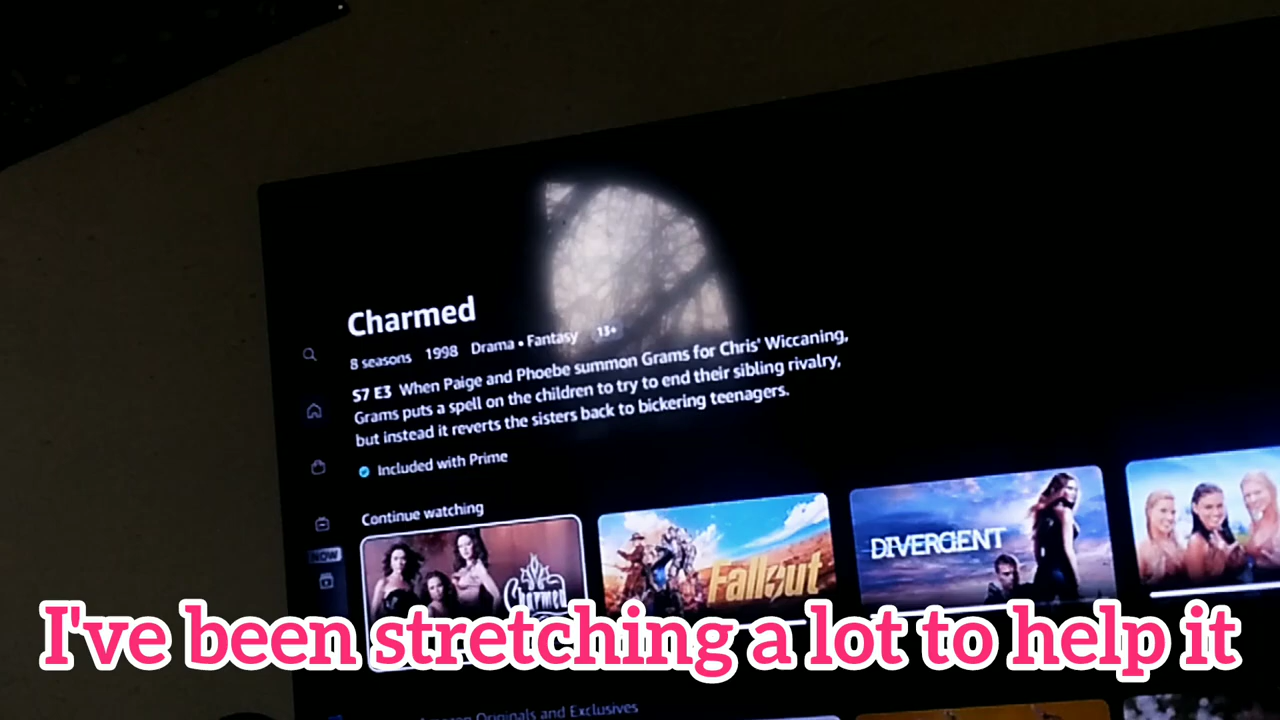 Charmed
8 seasons 1998 Drama • Fantasy 13+
S7 E3 When Paige and Phoebe summon Grams for Chris' Wiccaning,
Grams puts a spell on the children to try to end their sibling rivalry,
but instead it reverts the sisters back to bickering teenagers.
Included with Prime
Continue watching
NOW
Charmed
Fallout
DIVERGENT
I've been stretching a lot to help it
Amazon Originals and Exclusives